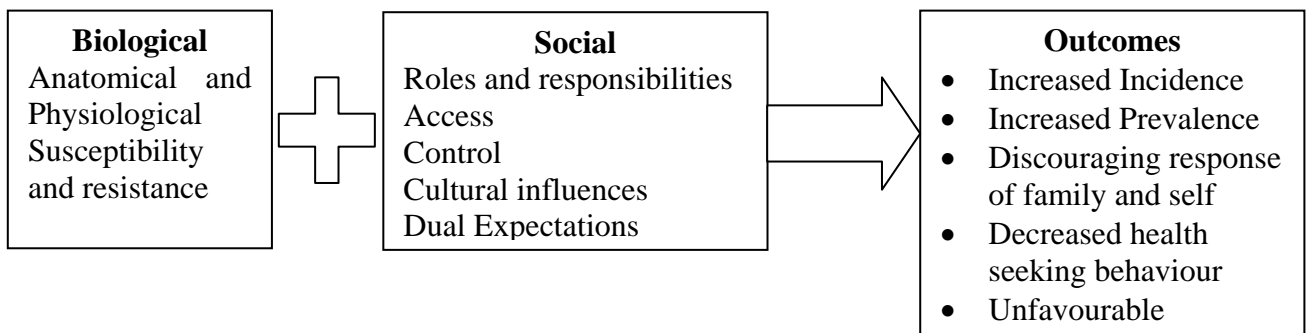 Biological
Anatomical and
Physiological
Susceptibility
and resistance
Social
Roles and responsibilities
Access
Control
Cultural influences
Dual Expectations
Outcomes
• Increased Incidence
• Increased Prevalence
• Discouraging response
of family and self
• Decreased health
seeking behaviour
• Unfavourable